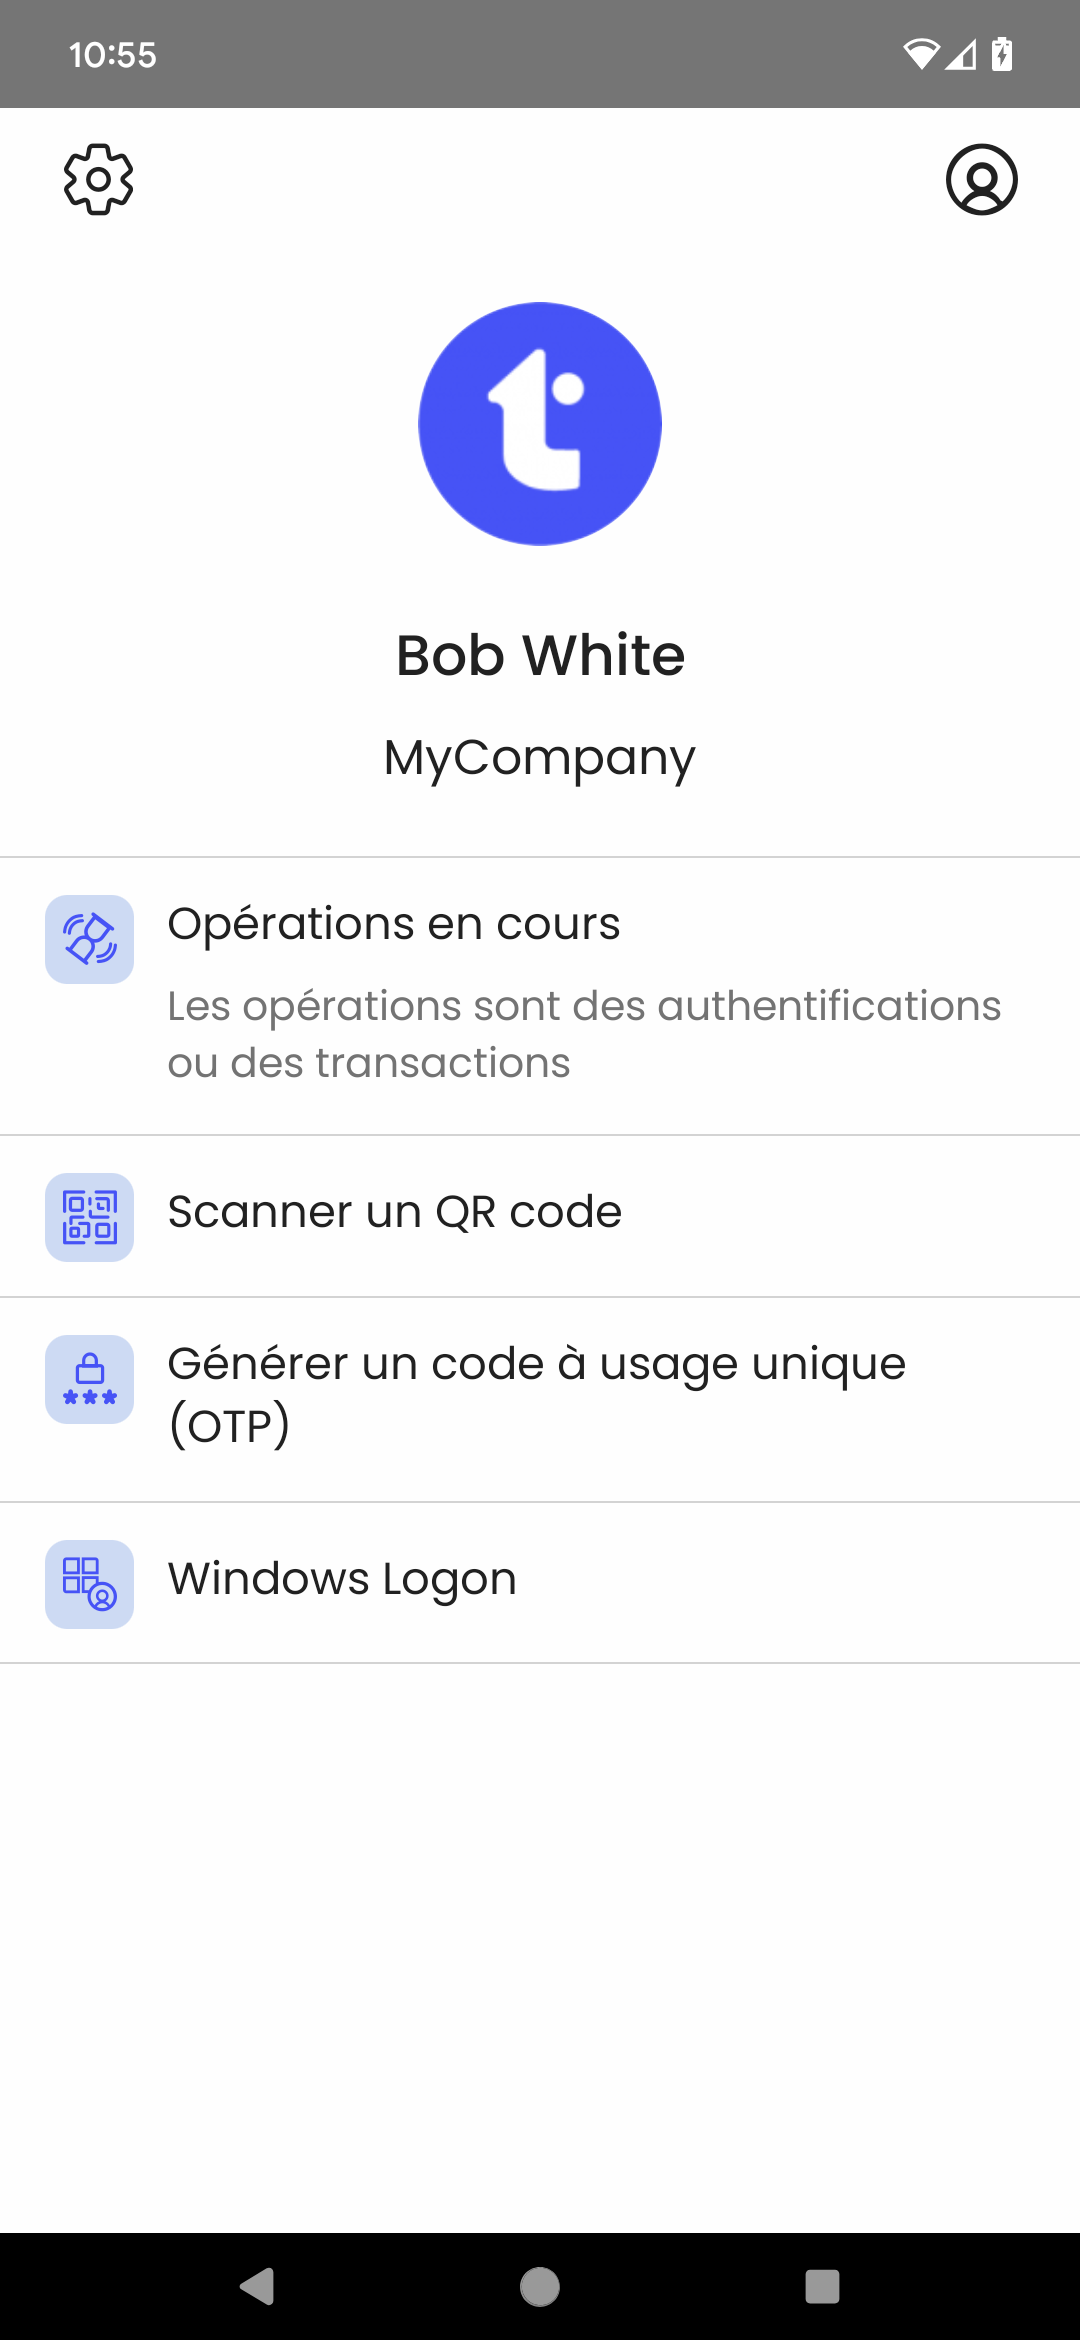 10:55
Bob White
MyCompany
Opérations en cours
Les opérations sont des authentifications
ou des transactions
Scanner un QR code
Générer un code à usage unique
(OTP)
Windows Logon